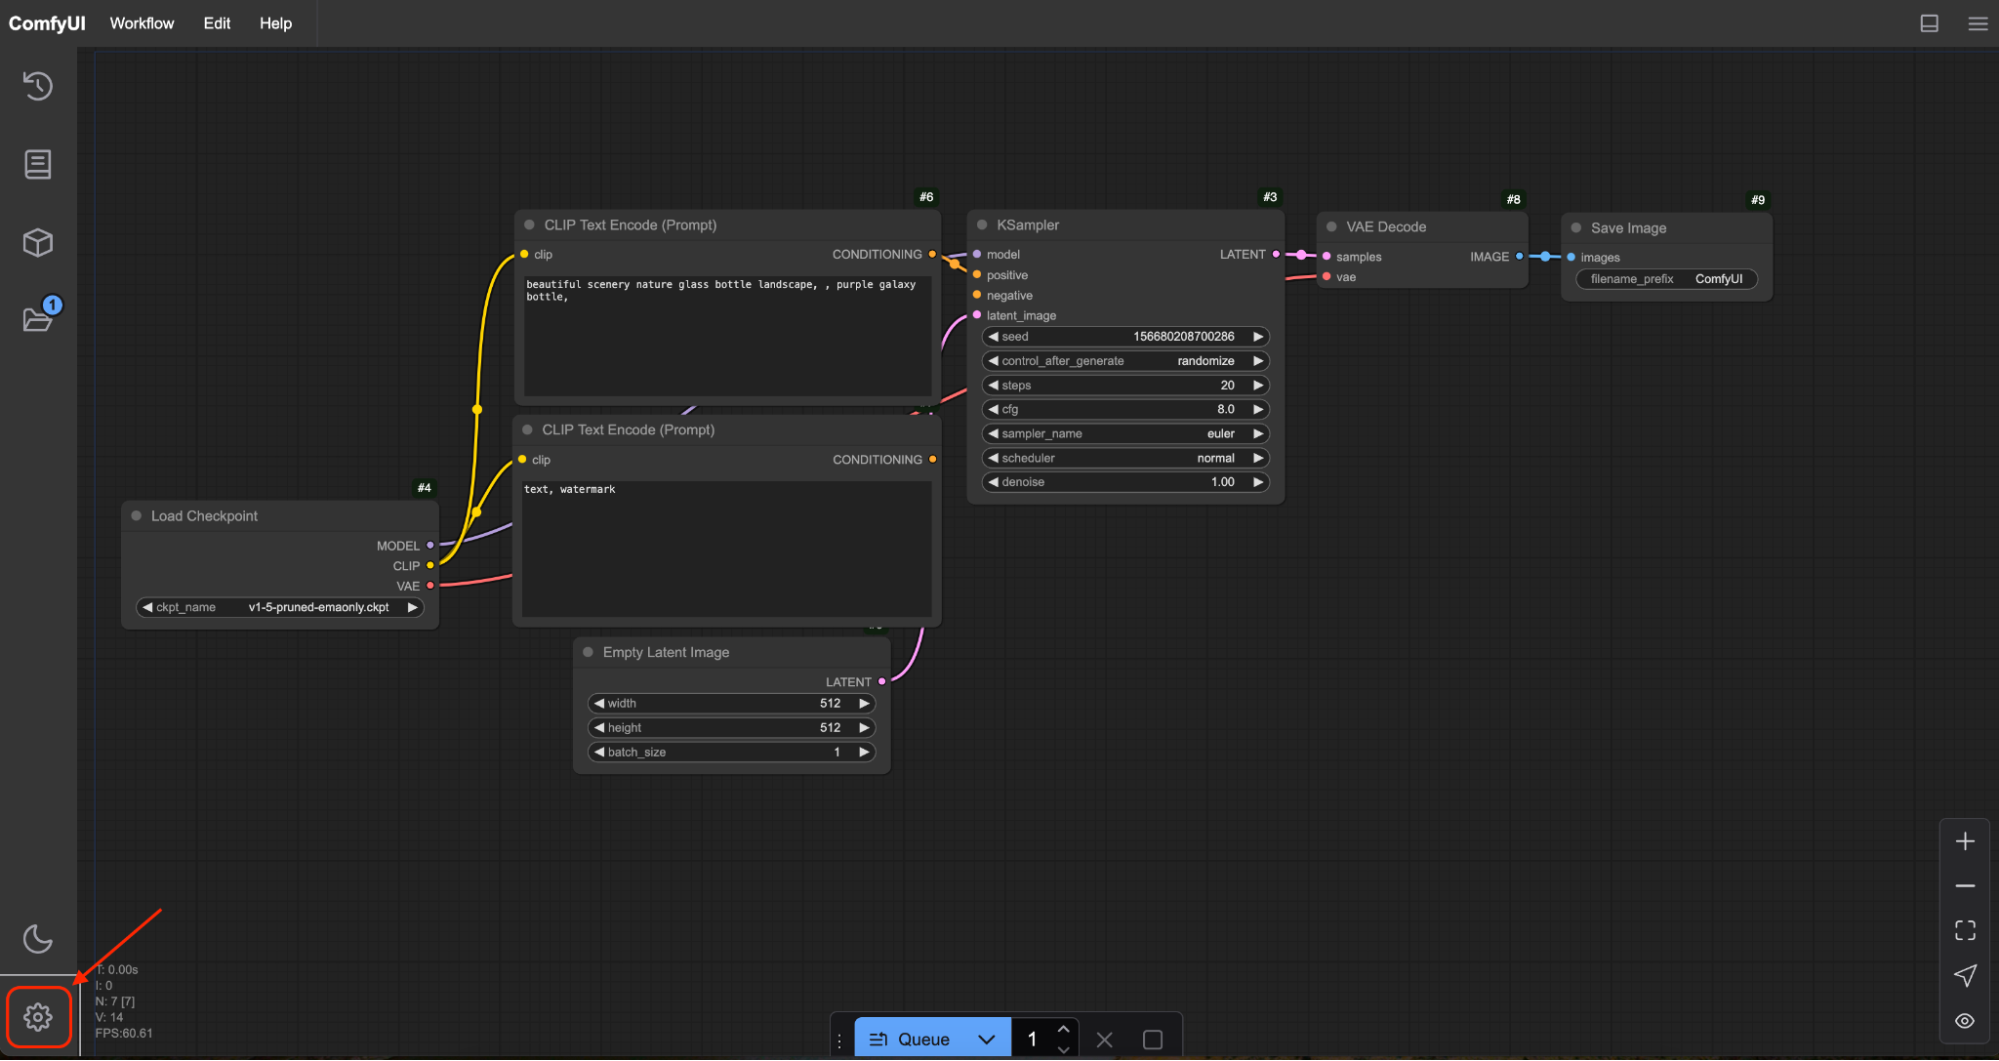 ComfyUI Workflow Edit Help
1
#6
CLIP Text Encode (Prompt)
clip CONDITIONING
beautiful scenery nature glass bottle landscape, , purple galaxy
bottle,
CLIP Text Encode (Prompt)
clip CONDITIONING
text, watermark
#4
Load Checkpoint
MODEL
CLIP
VAE
ckpt_name v1-5-pruned-emaonly.ckpt
Empty Latent Image
LATENT
width 512
height 512
batch_size 1
#3
KSampler
model LATENT
positive
negative
latent_image
seed 156680208700286
control_after_generate randomize
steps 20
cfg 8.0
sampler_name euler
scheduler normal
denoise 1.00
#8
VAE Decode
samples IMAGE
vae
#9
Save Image
images
filename_prefix ComfyUI
T: 0.00s
I: 0
N: 7 [7]
V: 14
FPS:60.61
Queue 1